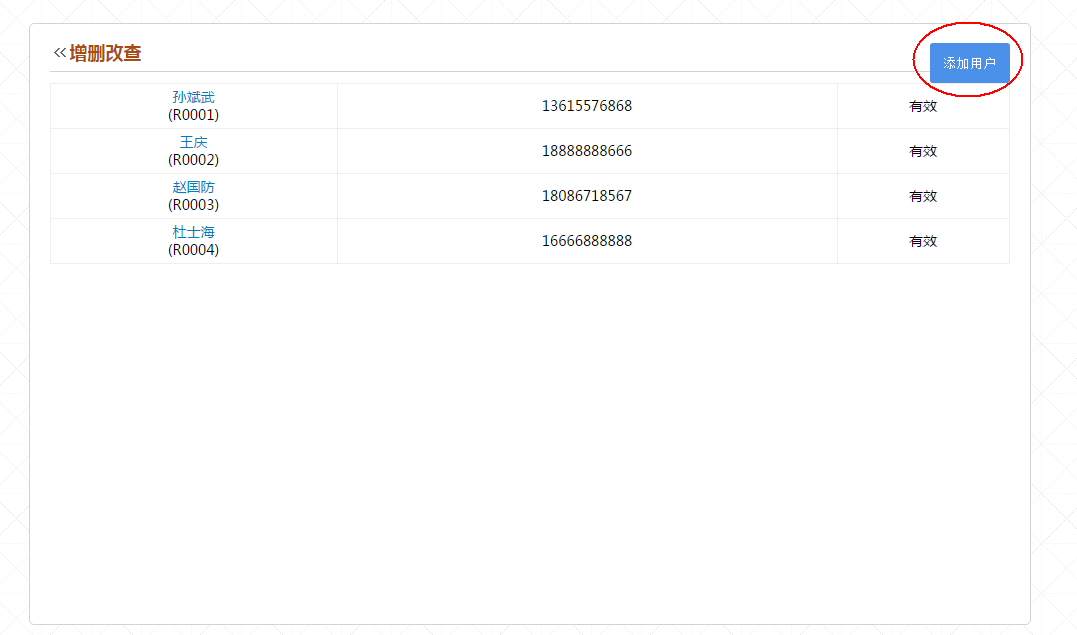 «增删改查
添加用户
孙斌武
(R0001)
13615576868
有效
王庆
(R0002)
18888888666
有效
赵国防
(R0003)
18086718567
有效
杜士海
(R0004)
16666888888
有效